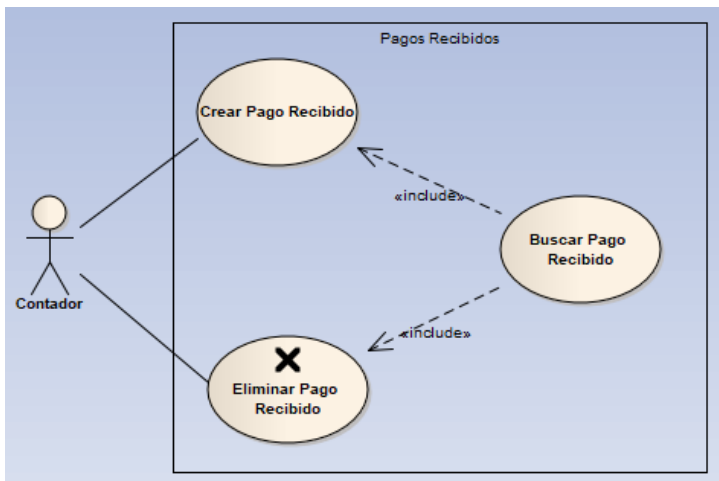 Pagos Recibidos
Crear Pago Recibido
«include»
Buscar Pago
Recibido
Contador
«include»
Eliminar Pago
Recibido